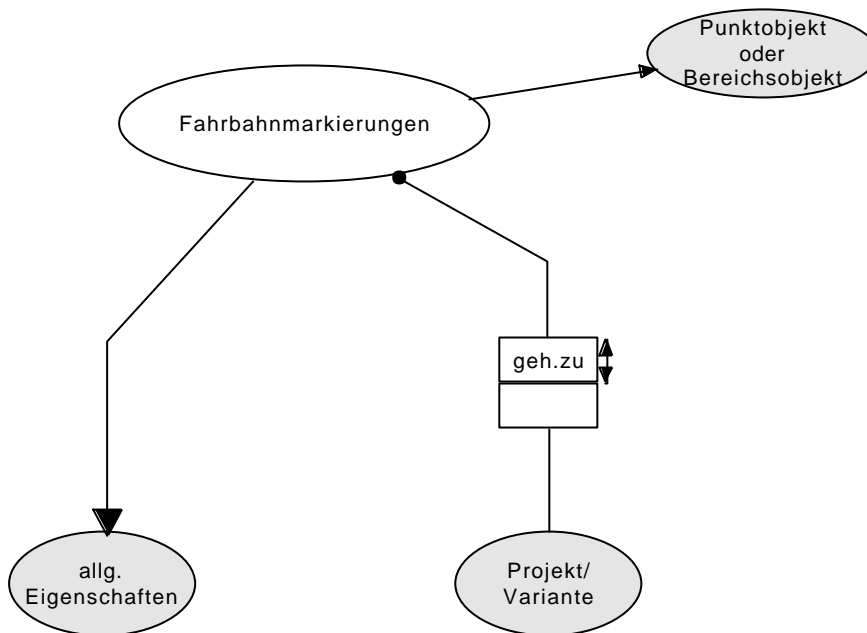 Punktobjekt
oder
Bereichsobjekt
Fahrbahnmarkierungen
geh.zu
allg.
Eigenschaften
Projekt/
Variante